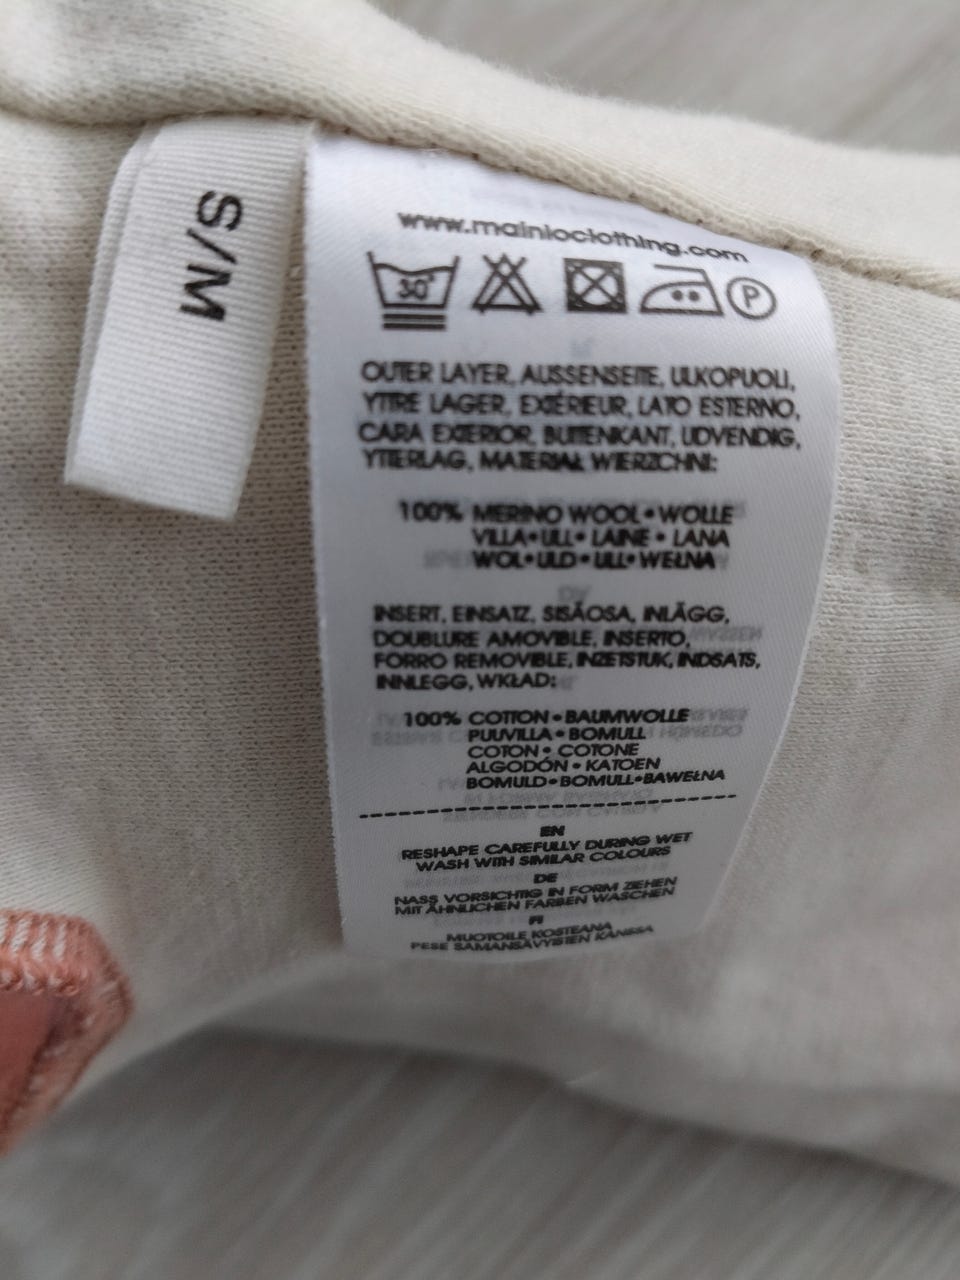 S/M
www.mainioclothing.com
30°
P
OUTER LAYER, AUSSENSEITE, ULKOPUOLI,
YTTRE LAGER, EXTÉRIEUR, LATO ESTERNO,
CARA EXTERIOR, BUITENKANT, UDVENDIG,
YTTERLAG, MATERIAŁ WIERZCHNI:
100% MERINO WOOL • WOLLE
VILLA • ULL • LAINE • LANA
WOL • ULD • ULL • WEŁNA
INSERT, EINSATZ, SISÄOSA, INLÄGG,
DOUBLURE AMOVIBLE, INSERTO,
FORRO REMOVIBLE, INZETSTUK, INDSATS,
INNLEGG, WKŁAD:
100% COTTON • BAUMWOLLE
PUUVILLA • BOMULL
COTON • COTONE
ALGODÓN • KATOEN
BOMULD • BOMULL • BAWEŁNA
EN
RESHAPE CAREFULLY DURING WET
WASH WITH SIMILAR COLOURS
DE
NASS VORSICHTIG IN FORM ZIEHEN
MIT ÄHNLICHEN FARBEN WASCHEN
FI
MUOTOILE KOSTEANA
PESE SAMANSÄVYISTEN KANSSA